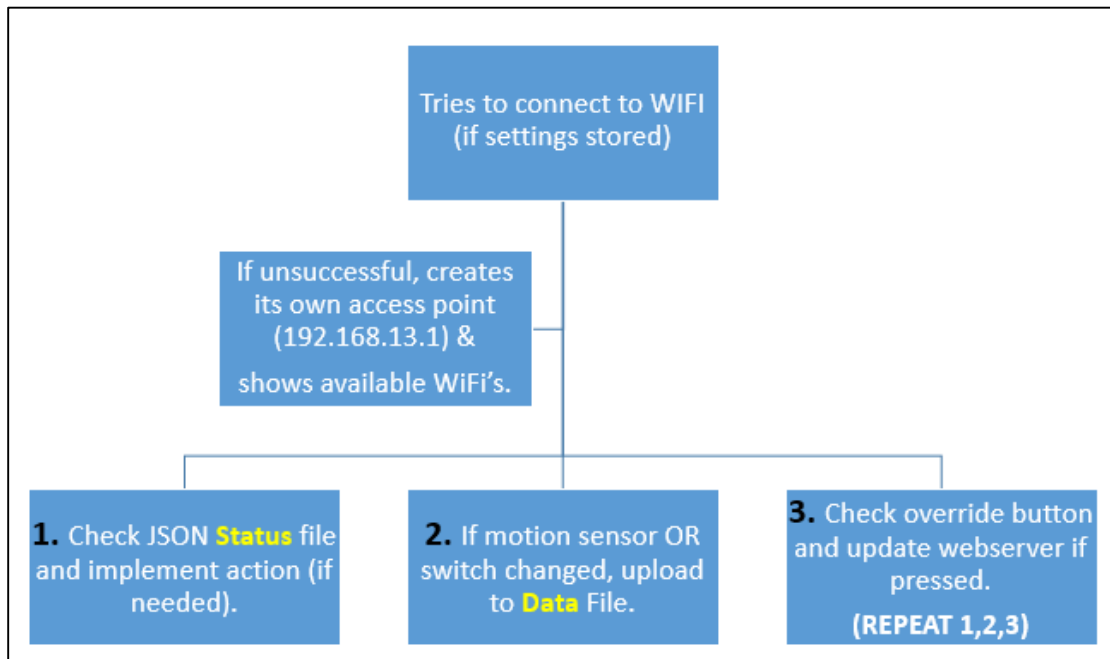 Tries to connect to WIFI
(if settings stored)
If unsuccessful, creates
its own access point
(192.168.13.1) &
shows available WiFi's.
1. Check JSON Status file
and implement action (if
needed).
2. If motion sensor OR
switch changed, upload
to Data File.
3. Check override button
and update webserver if
pressed.
(REPEAT 1,2,3)